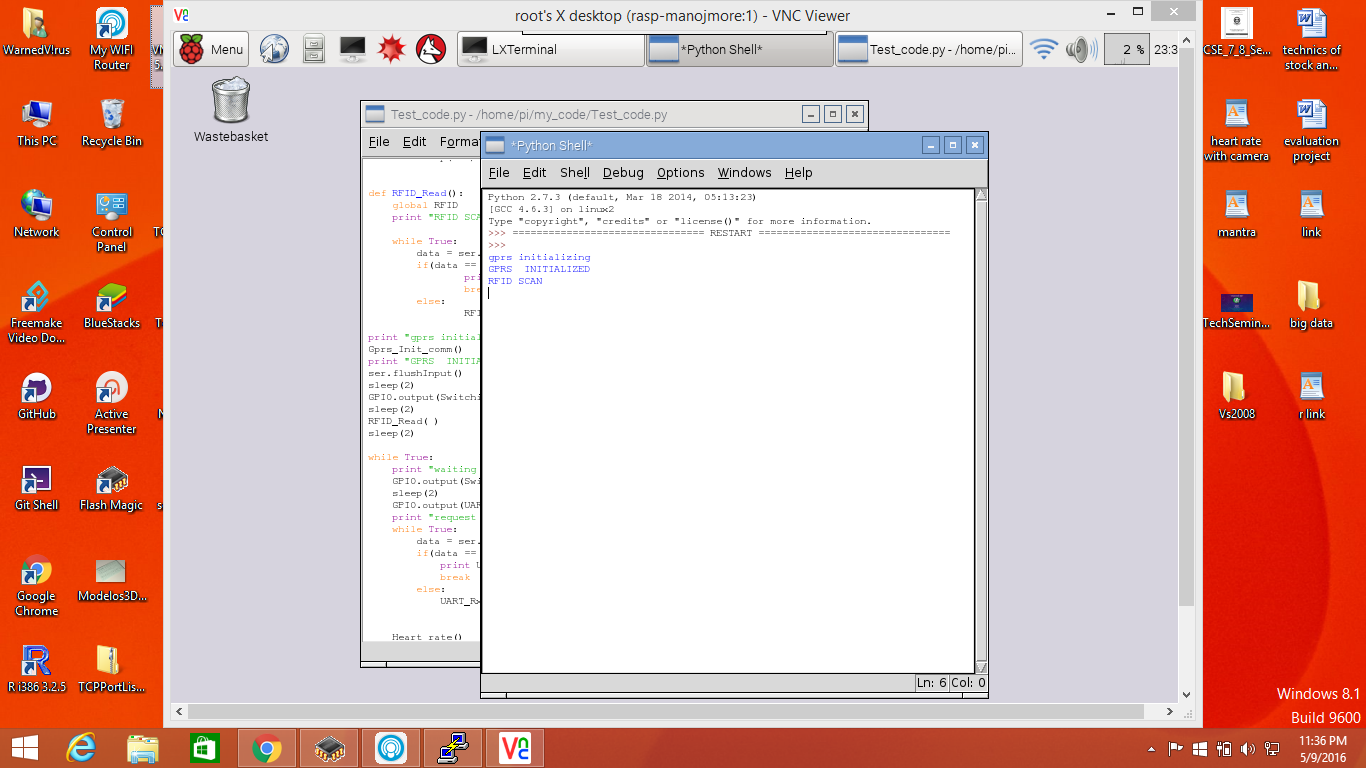 root's X desktop (rasp-manojmore:1) - VNC Viewer
Menu
LXTerminal
*Python Shell*
Test_code.py - /home/pi...
2 %
23:3
WarnedV!rus
My WIFI Router
VN
5.
This PC
Recycle Bin
Network
Control Panel
TC
Freemake Video Do...
BlueStacks
GitHub
Active Presenter
Git Shell
Flash Magic
Google Chrome
Modelos3D...
R i386 3.2.5
TCPPortLis...
Wastebasket
Test_code.py - /home/pi/my_code/Test_code.py
File Edit Forma
def RFID_Read():
global RFID
print "RFID SCA
while True:
data = ser.
if(data ==
pri
bre
else:
RFI
print "gprs initial
Gprs_Init_comm()
print "GPRS  INITIA
ser.flushInput()
sleep(2)
GPIO.output(Switchi
sleep(2)
RFID_Read( )
sleep(2)
while True:
print "waiting
GPIO.output(Swi
sleep(2)
GPIO.output(UAR
print "request
while True:
data = ser.
if(data ==
print U
break
else:
UART_Rx
Heart_rate()
*Python Shell*
File Edit Shell Debug Options Windows Help
Python 2.7.3 (default, Mar 18 2014, 05:13:23)
[GCC 4.6.3] on linux2
Type "copyright", "credits" or "license()" for more information.
>>> ================================ RESTART ================================
>>>
gprs initializing
GPRS  INITIALIZED
RFID SCAN
Ln: 6 Col: 0
CSE_7_8_Se...
technics of stock an...
heart rate with camera
evaluation project
mantra
link
TechSemin...
big data
Vs2008
r link
Windows 8.1
Build 9600
11:36 PM
5/9/2016